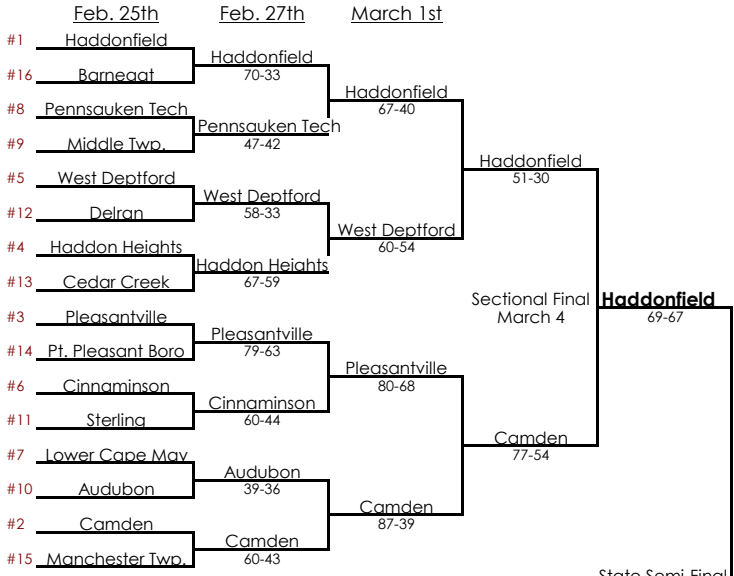 Feb. 25th Feb. 27th March 1st
#1 Haddonfield
Haddonfield
#16 Barnegat 70-33
Haddonfield
#8 Pennsauken Tech 67-40
Pennsauken Tech
#9 Middle Twp. 47-42
Haddonfield
#5 West Deptford 51-30
West Deptford
#12 Delran 58-33
West Deptford
#4 Haddon Heights 60-54
Haddon Heights
#13 Cedar Creek 67-59
Sectional Final Haddonfield
#3 Pleasantville March 4 69-67
Pleasantville
#14 Pt. Pleasant Boro 79-63
Pleasantville
#6 Cinnaminson 80-68
Cinnaminson
#11 Sterling 60-44
Camden
#7 Lower Cape May 77-54
Audubon
#10 Audubon 39-36
Camden
#2 Camden 87-39
Camden
#15 Manchester Twp. 60-43
State Semi-Final